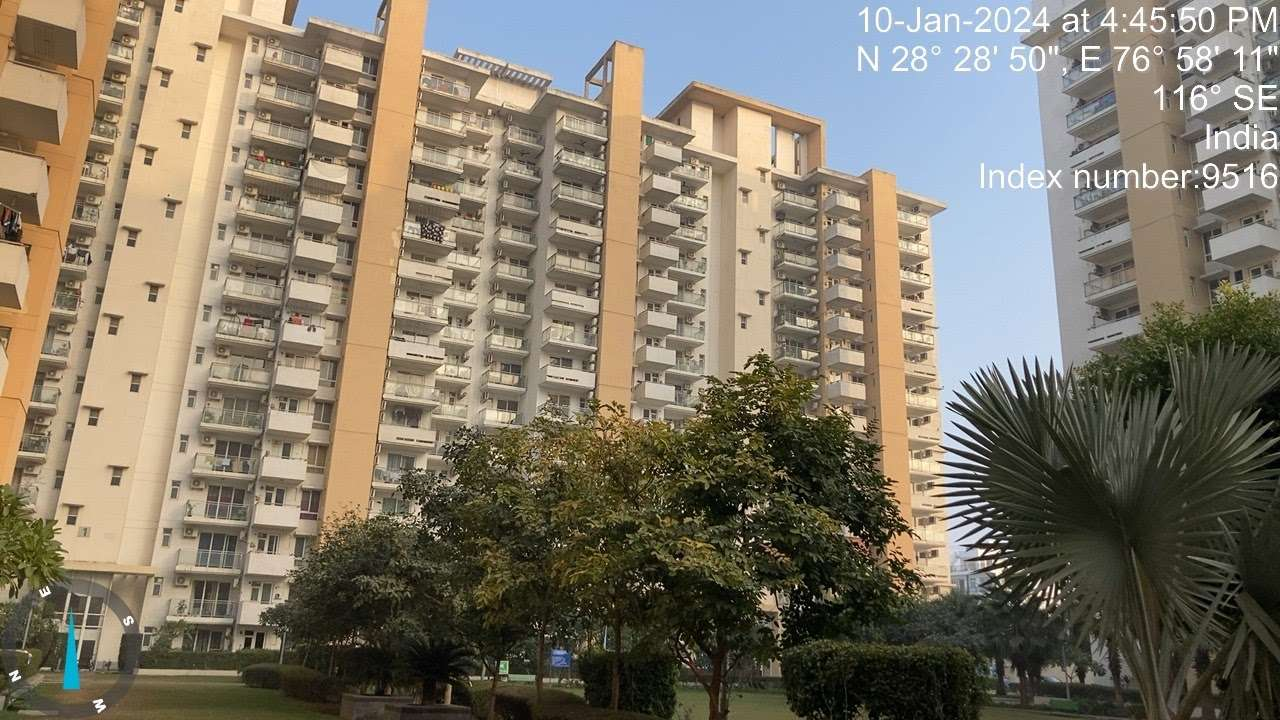 10-Jan-2024 at 4:45:50 PM
N 28° 28' 50", E 76° 58' 11"
116° SE
India
Index number:9516
E
S
N
W